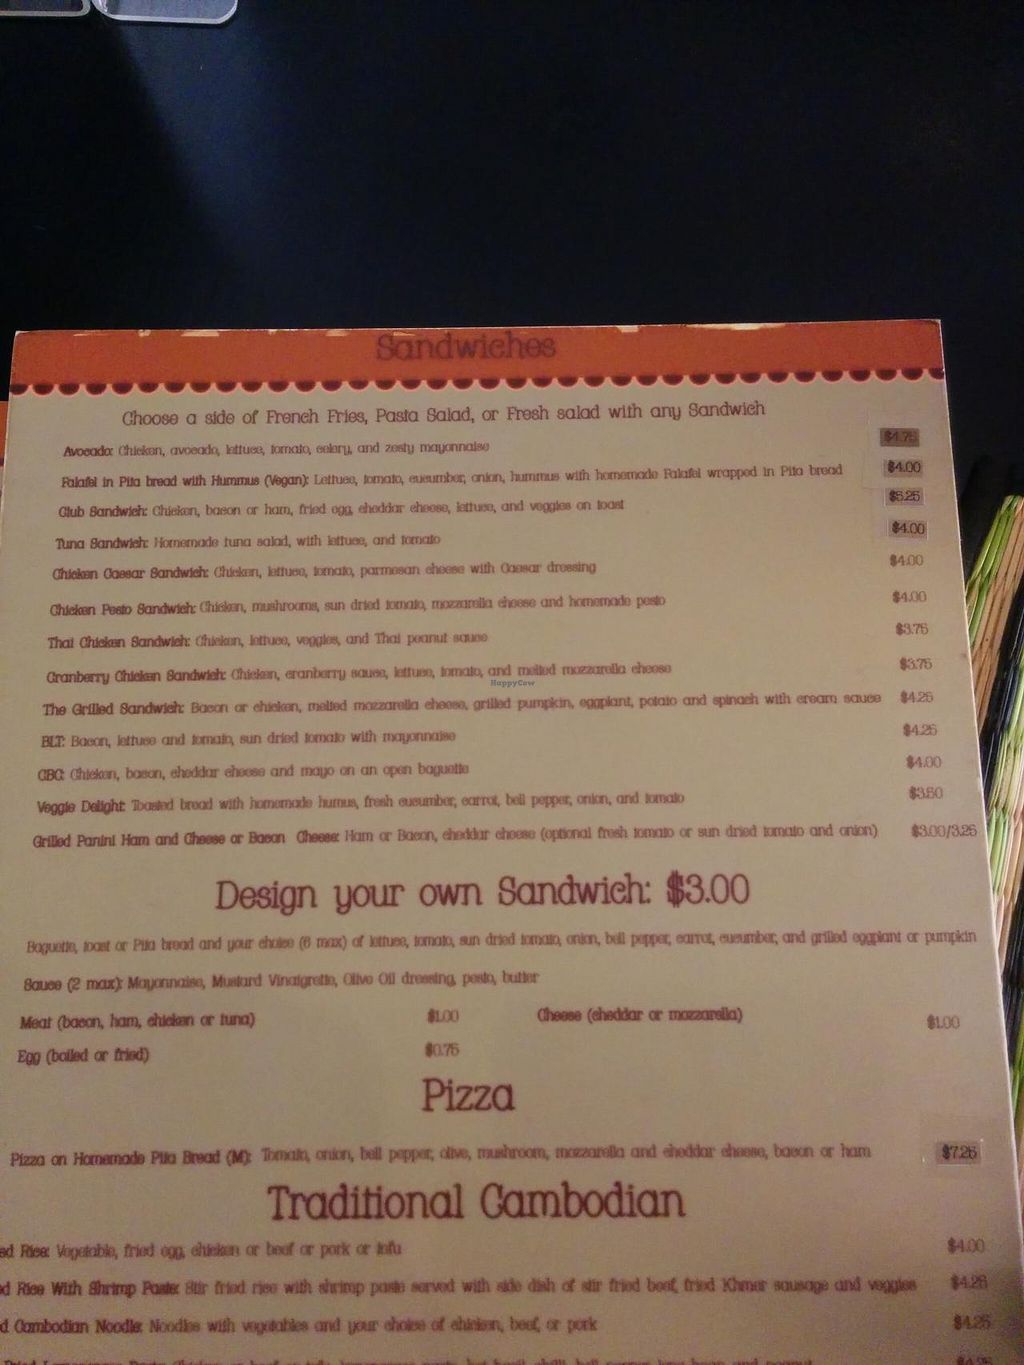 Sandwiches
Choose a side of French Fries, Pasta Salad, or Fresh salad with any Sandwich
Avocado: Chicken, avocado, lettuce, tomato, celery, and zesty mayonnaise $4.75
Falafel in Pita bread with Hummus (Vegan): Lettuce, tomato, cucumber, onion, hummus with homemade Falafel wrapped in Pita bread $4.00
Club Sandwich: Chicken, bacon or ham, fried egg, cheddar cheese, lettuce, and veggies on toast $5.25
Tuna Sandwich: Homemade tuna salad, with lettuce, and tomato $4.00
Chicken Caesar Sandwich: Chicken, lettuce, tomato, parmesan cheese with Caesar dressing $4.00
Chicken Pesto Sandwich: Chicken, mushrooms, sun dried tomato, mozzarella cheese and homemade pesto $4.00
Thai Chicken Sandwich: Chicken, lettuce, veggies, and Thai peanut sauce $3.75
Cranberry Chicken Sandwich: Chicken, cranberry sauce, lettuce, tomato, and melted mozzarella cheese $3.75
HappyCow
The Grilled Sandwich: Bacon or chicken, melted mozzarella cheese, grilled pumpkin, eggplant, potato and spinach with cream sauce $4.25
BLT: Bacon, lettuce and tomato, sun dried tomato with mayonnaise $4.25
CBC: Chicken, bacon, cheddar cheese and mayo on an open baguette $4.00
Veggie Delight: Toasted bread with homemade humus, fresh cucumber, carrot, bell pepper, onion, and tomato $3.50
Grilled Panini Ham and Cheese or Bacon Cheese: Ham or Bacon, cheddar cheese (optional fresh tomato or sun dried tomato and onion) $3.00/3.25
Design your own Sandwich: $3.00
Baguette, toast or Pita bread and your choice (6 max) of lettuce, tomato, sun dried tomato, onion, bell pepper, carrot, cucumber, and grilled eggplant or pumpkin
Sauce (2 max): Mayonnaise, Mustard Vinaigrette, Olive Oil dressing, pesto, butter
Meat (bacon, ham, chicken or tuna) $1.00 Cheese (cheddar or mozzarella) $1.00
Egg (boiled or fried) $0.75
Pizza
Pizza on Homemade Pita Bread (M): Tomato, onion, bell pepper, olive, mushroom, mozzarella and cheddar cheese, bacon or ham $7.25
Traditional Cambodian
ed Rice: Vegetable, fried egg, chicken or beef or pork or tofu $4.00
d Rice With Shrimp Paste: Stir fried rice with shrimp paste served with side dish of stir fried beef, fried Khmer sausage and veggies $4.25
d Cambodian Noodle: Noodles with vegetables and your choice of chicken, beef, or pork $4.25